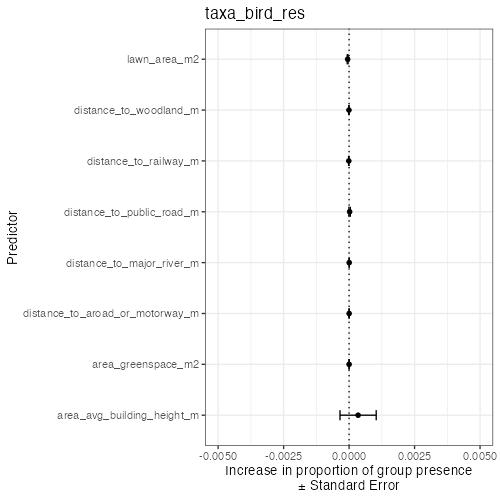 taxa_bird_res
Predictor
lawn_area_m2
distance_to_woodland_m
distance_to_railway_m
distance_to_public_road_m
distance_to_major_river_m
distance_to_aroad_or_motorway_m
area_greenspace_m2
area_avg_building_height_m
-0.0050 -0.0025 0.0000 0.0025 0.0050
Increase in proportion of group presence
± Standard Error